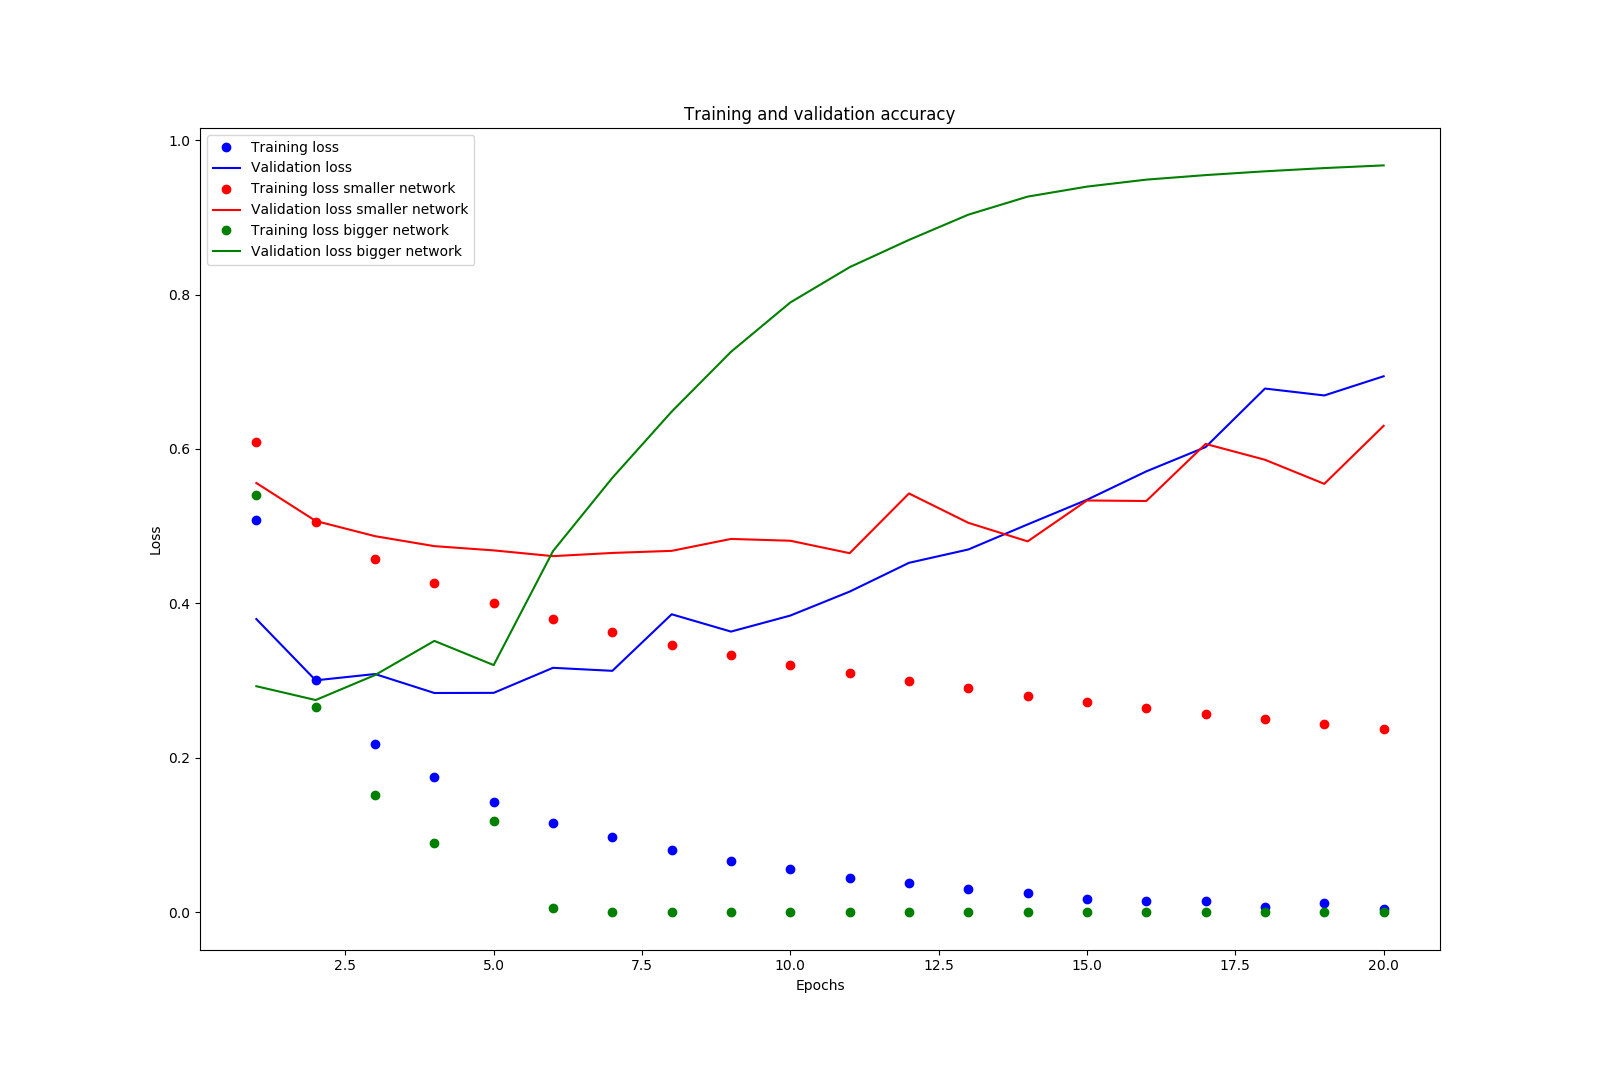 Training and validation accuracy
1.0
0.8
0.6
0.4
0.2
0.0
Loss
Training loss
Validation loss
Training loss smaller network
Validation loss smaller network
Training loss bigger network
Validation loss bigger network
2.5 5.0 7.5 10.0 12.5 15.0 17.5 20.0
Epochs